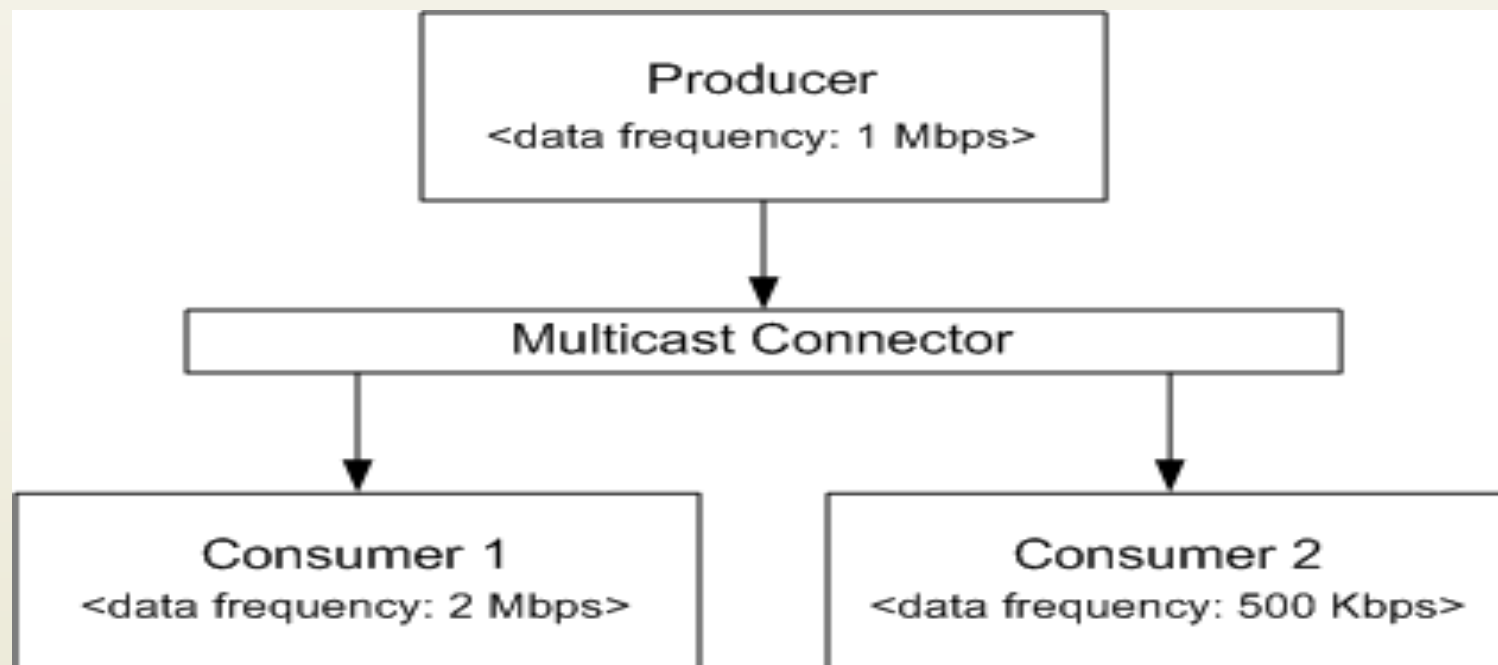 Producer
<data frequency: 1 Mbps>
Multicast Connector
Consumer 1
<data frequency: 2 Mbps>
Consumer 2
<data frequency: 500 Kbps>